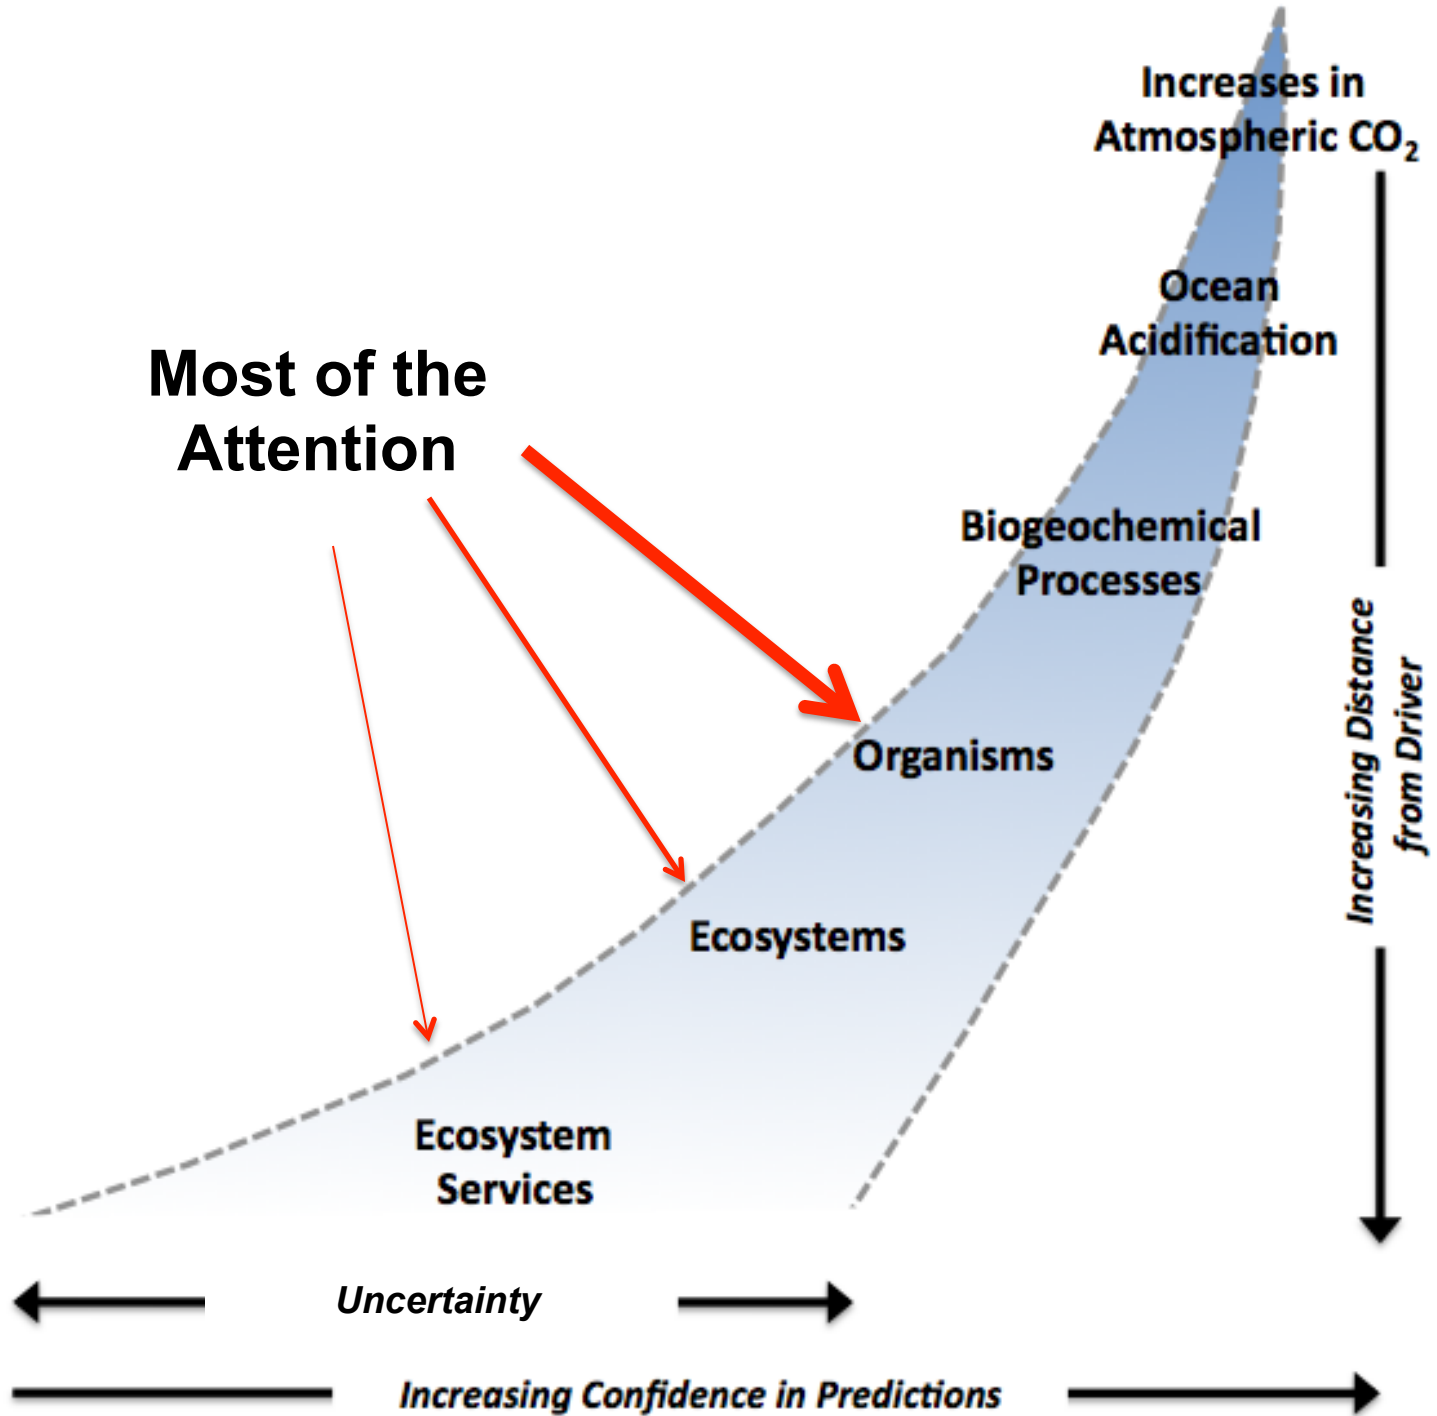 Increases in
Atmospheric CO₂
Ocean
Acidification
Most of the
Attention
Biogeochemical
Processes
Organisms
Increasing Distance
from Driver
Ecosystems
Ecosystem
Services
Uncertainty
Increasing Confidence in Predictions